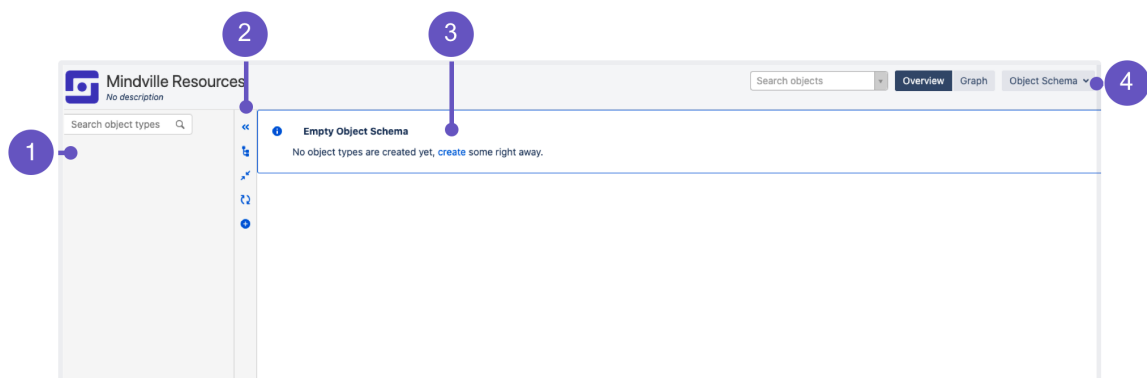 2
3
Mindville Resources
No description
Search objects
Overview
Graph
Object Schema
4
Search object types
1
Empty Object Schema
No object types are created yet, create some right away.